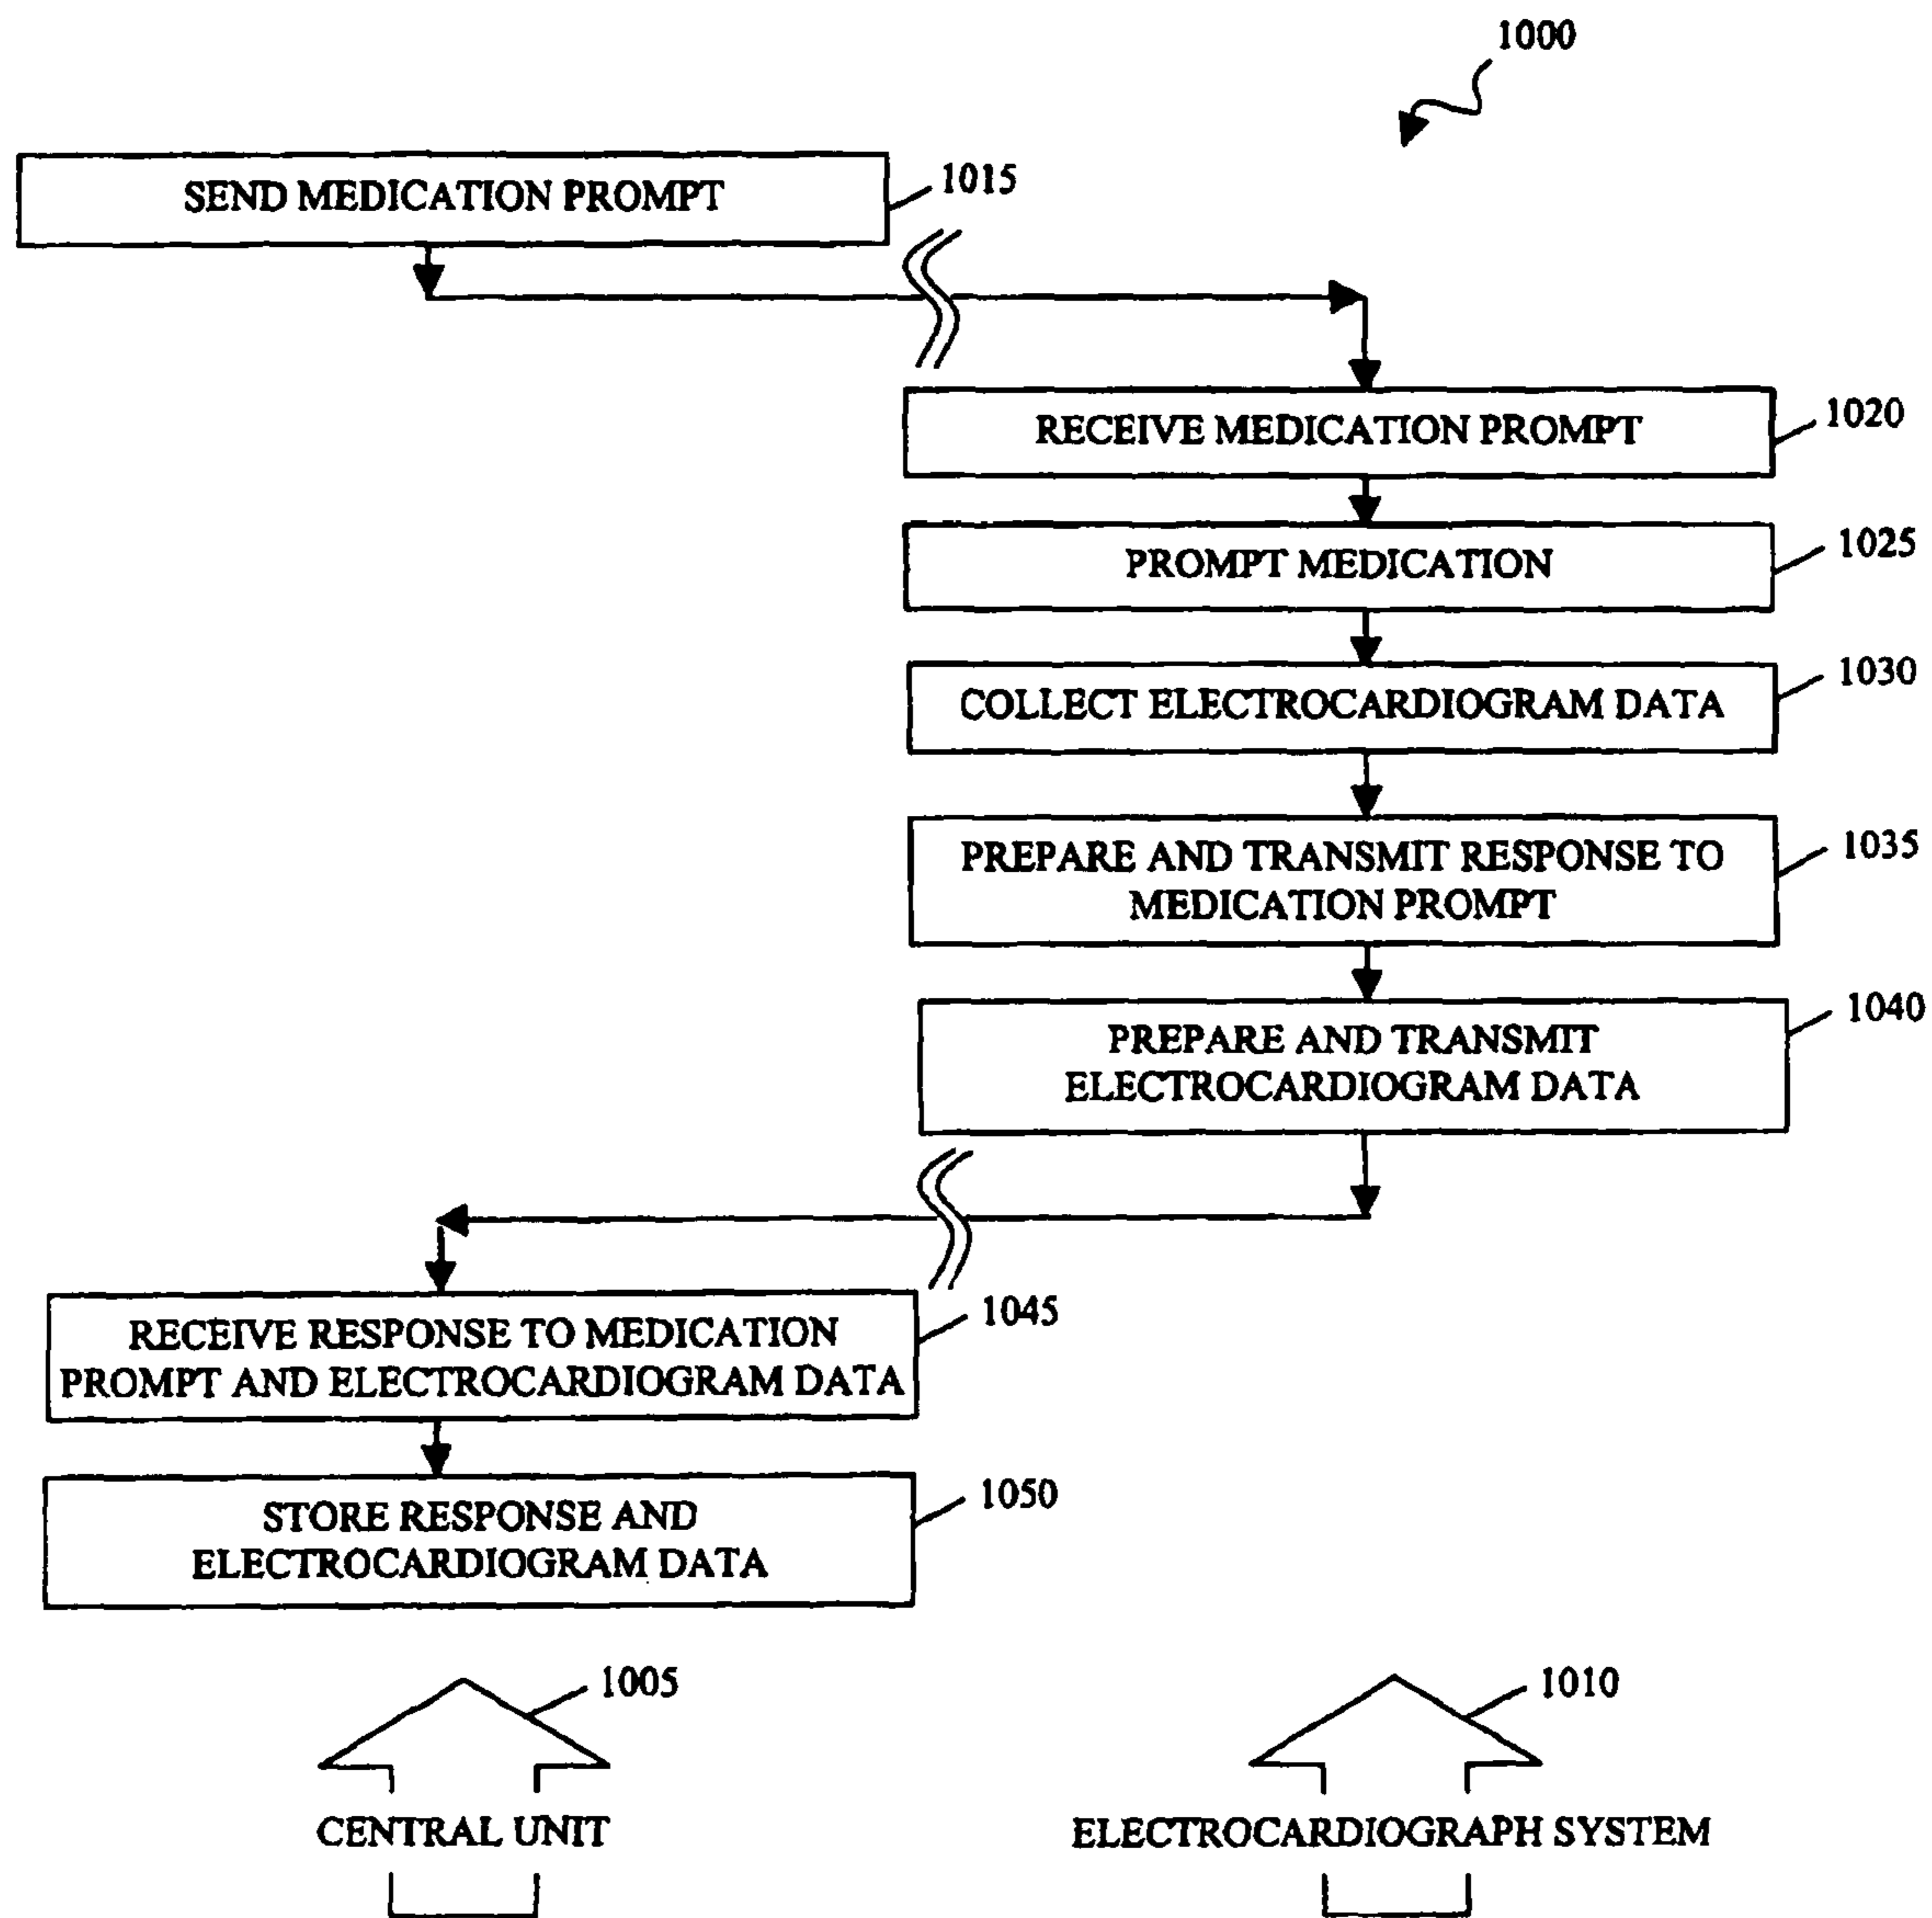 1000
SEND MEDICATION PROMPT
1015
RECEIVE MEDICATION PROMPT
1020
PROMPT MEDICATION
1025
COLLECT ELECTROCARDIOGRAM DATA
1030
PREPARE AND TRANSMIT RESPONSE TO
MEDICATION PROMPT
1035
PREPARE AND TRANSMIT
ELECTROCARDIOGRAM DATA
1040
RECEIVE RESPONSE TO MEDICATION
PROMPT AND ELECTROCARDIOGRAM DATA
1045
STORE RESPONSE AND
ELECTROCARDIOGRAM DATA
1050
1005
CENTRAL UNIT
1010
ELECTROCARDIOGRAPH SYSTEM